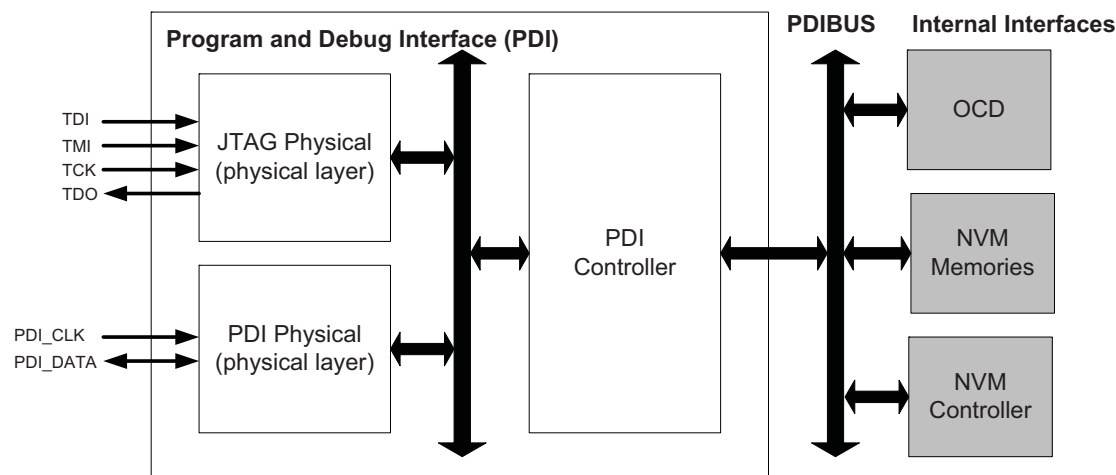 Program and Debug Interface (PDI)
PDIBUS
Internal Interfaces
TDI
TMI
TCK
TDO
JTAG Physical
(physical layer)
PDI_CLK
PDI_DATA
PDI Physical
(physical layer)
PDI
Controller
OCD
NVM
Memories
NVM
Controller